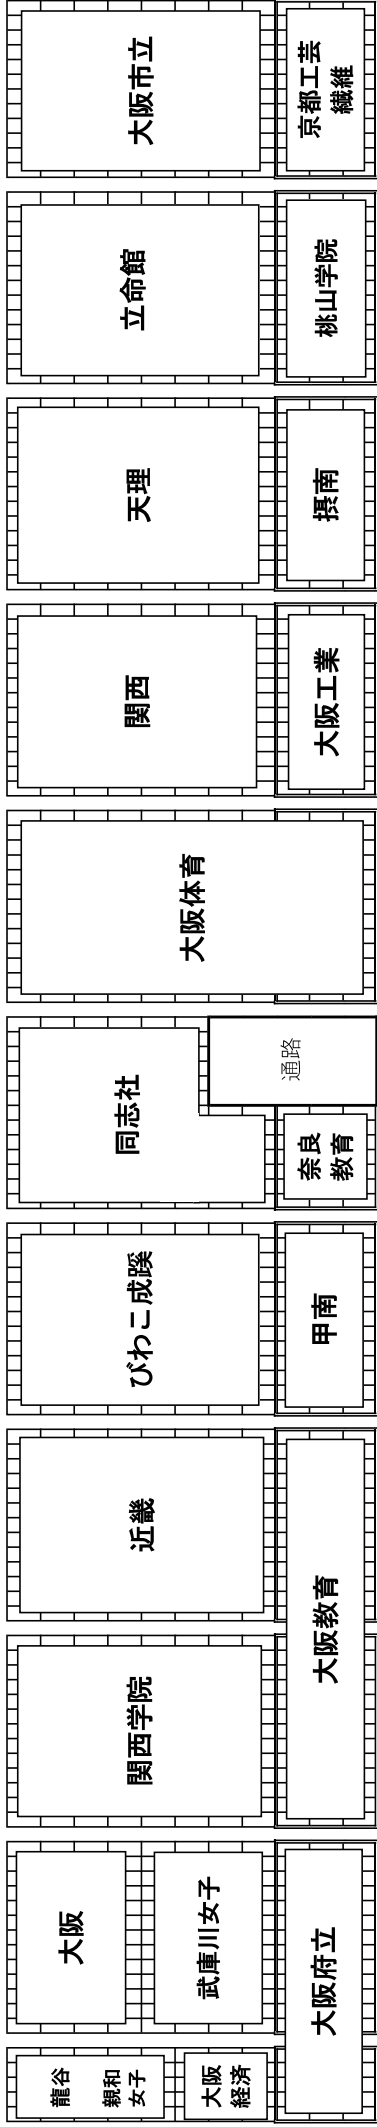 大阪市立
京都工芸
繊維
立命館
桃山学院
天理
摂南
関西
大阪工業
大阪体育
同志社
通路
奈良
教育
びわこ成蹊
甲南
近畿
大阪教育
関西学院
大阪
武庫川女子
大阪府立
龍谷
親和
女子
大阪
経済